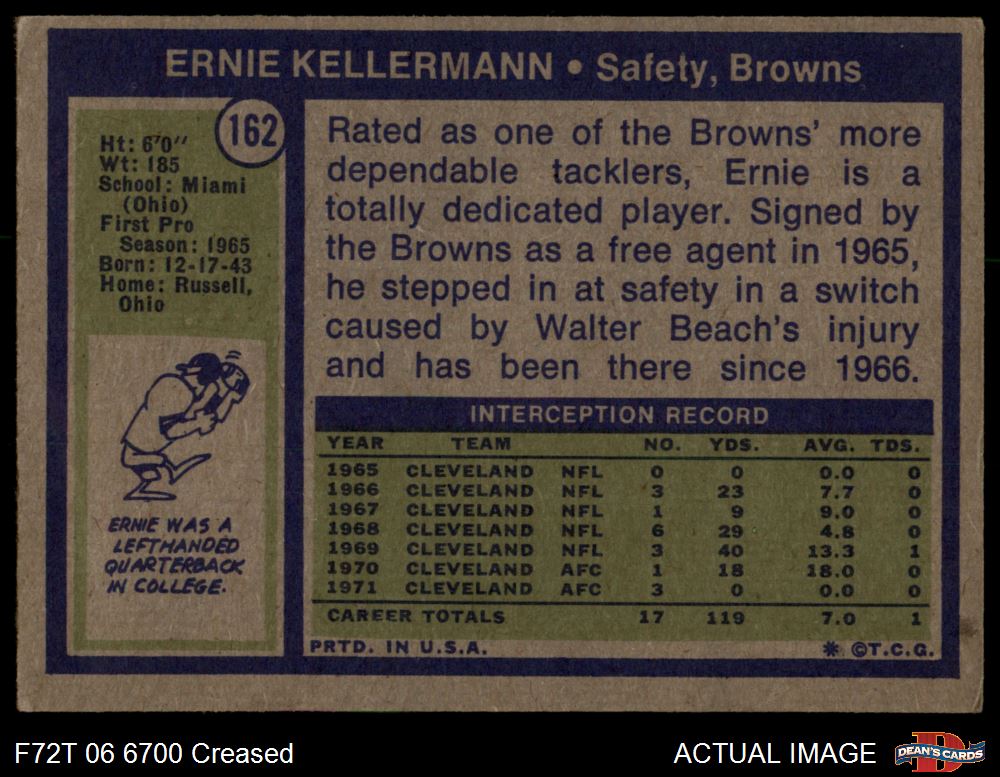 ERNIE KELLERMANN • Safety, Browns
162
Ht: 6'0"
Wt: 185
School: Miami
(Ohio)
First Pro
Season: 1965
Born: 12-17-43
Home: Russell,
Ohio
ERNIE WAS A
LEFTHANDED
QUARTERBACK
IN COLLEGE.
Rated as one of the Browns' more
dependable tacklers, Ernie is a
totally dedicated player. Signed by
the Browns as a free agent in 1965,
he stepped in at safety in a switch
caused by Walter Beach's injury
and has been there since 1966.
INTERCEPTION RECORD
YEAR TEAM NO. YDS. AVG. TDS.
1965 CLEVELAND NFL 0 0 0.0 0
1966 CLEVELAND NFL 3 23 7.7 0
1967 CLEVELAND NFL 1 9 9.0 0
1968 CLEVELAND NFL 6 29 4.8 0
1969 CLEVELAND NFL 3 40 13.3 1
1970 CLEVELAND AFC 1 18 18.0 0
1971 CLEVELAND AFC 3 0 0.0 0
CAREER TOTALS 17 119 7.0 1
PRTD. IN U.S.A. * ©T.C.G.
F72T 06 6700 Creased
ACTUAL IMAGE
D
DEAN'S CARDS